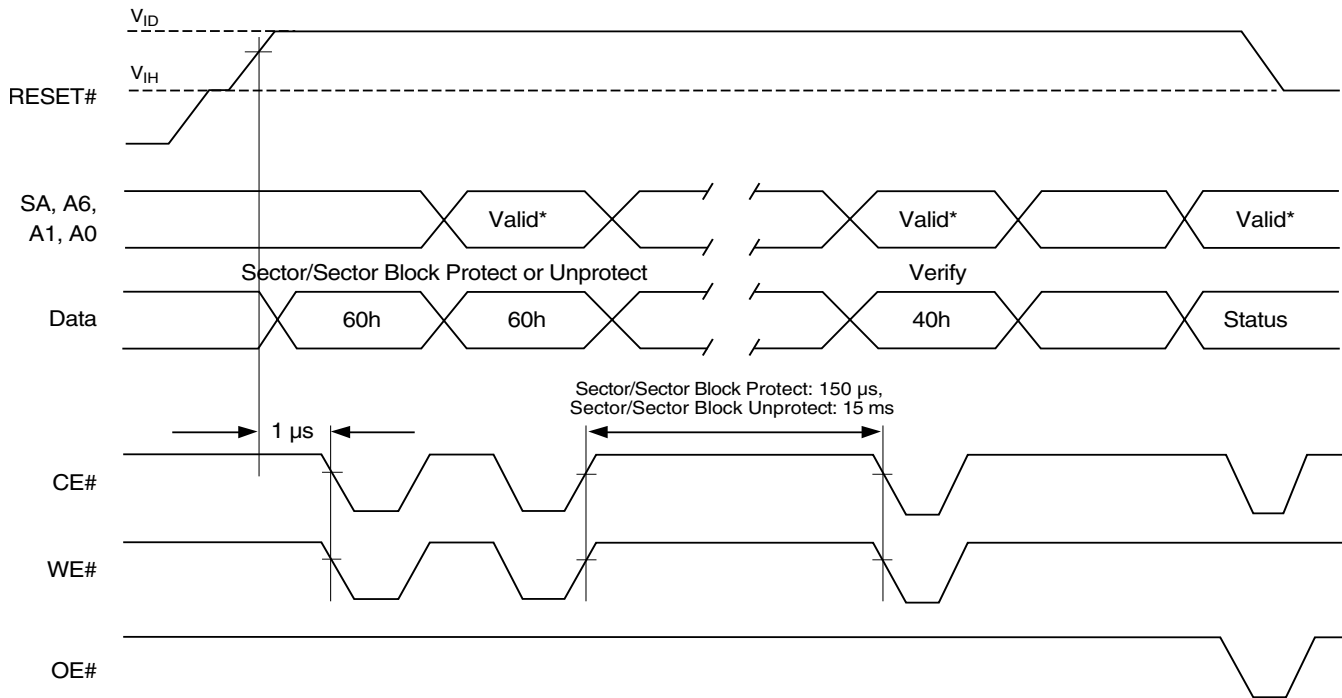 VID
VIH
RESET#
SA, A6,
A1, A0
Valid* Valid* Valid*
Sector/Sector Block Protect or Unprotect Verify
Data 60h 60h 40h Status
Sector/Sector Block Protect: 150 µs,
Sector/Sector Block Unprotect: 15 ms
1 µs
CE#
WE#
OE#